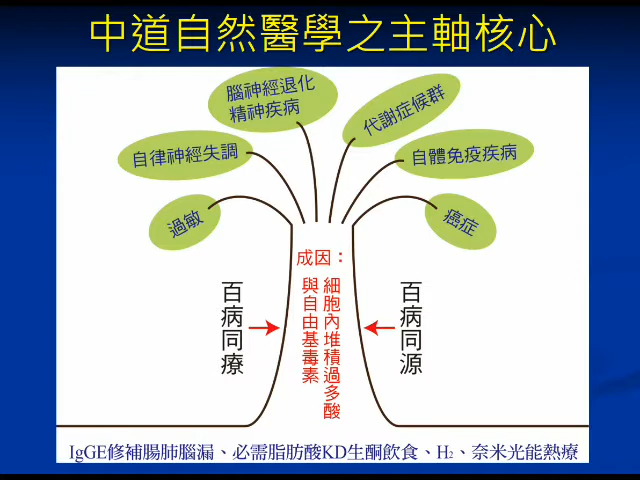 中道自然醫學之主軸核心
腦神經退化
精神疾病
代謝症候群
自律神經失調
自體免疫疾病
過敏
癌症
成因：
細胞內堆積過多酸
與自由基毒素
百病同療
百病同源
IgGE修補腸肺腦漏、必需脂肪酸KD生酮飲食、H2、奈米光能熱療